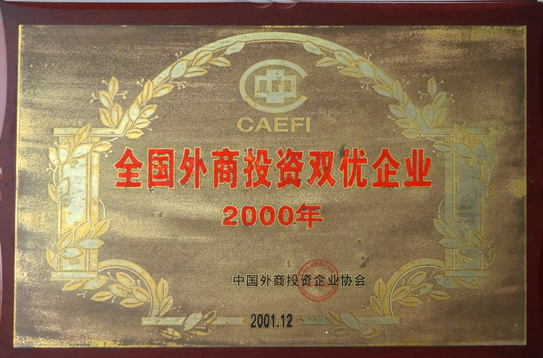 CAEFI
全国外商投资双优企业
2000年
中国外商投资企业协会
2001.12